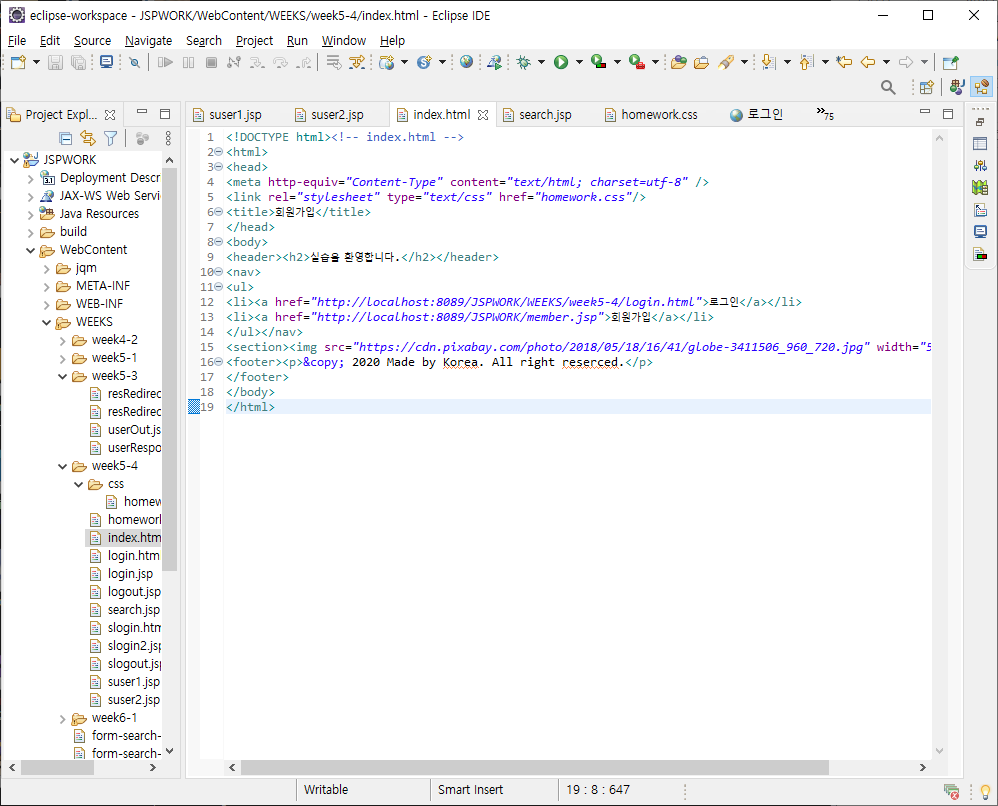 eclipse-workspace - JSPWORK/WebContent/WEEKS/week5-4/index.html - Eclipse IDE
File Edit Source Navigate Search Project Run Window Help
Project Expl...
suser1.jsp suser2.jsp index.html search.jsp homework.css 로그인 »75
JSPWORK
Deployment Descr
JAX-WS Web Servi
Java Resources
build
WebContent
jqm
META-INF
WEB-INF
WEEKS
week4-2
week5-1
week5-3
resRedirec
resRedirec
userOut.js
userRespo
week5-4
css
homew
homework
index.htm
login.htm
login.jsp
logout.jsp
search.jsp
slogin.htm
slogin2.jsp
slogout.jsp
suser1.jsp
suser2.jsp
week6-1
form-search-
form-search-
1 <!DOCTYPE html><!-- index.html -->
2 <html>
3 <head>
4 <meta http-equiv="Content-Type" content="text/html; charset=utf-8" />
5 <link rel="stylesheet" type="text/css" href="homework.css"/>
6 <title>회원가입</title>
7 </head>
8 <body>
9 <header><h2>실습을 환영합니다.</h2></header>
10 <nav>
11 <ul>
12 <li><a href="http://localhost:8089/JSPWORK/WEEKS/week5-4/login.html">로그인</a></li>
13 <li><a href="http://localhost:8089/JSPWORK/member.jsp">회원가입</a></li>
14 </ul></nav>
15 <section><img src="https://cdn.pixabay.com/photo/2018/05/18/16/41/globe-3411506_960_720.jpg" width="5
16 <footer><p>&copy; 2020 Made by Korea. All right reserced.</p>
17 </footer>
18 </body>
19 </html>
Writable Smart Insert 19 : 8 : 647